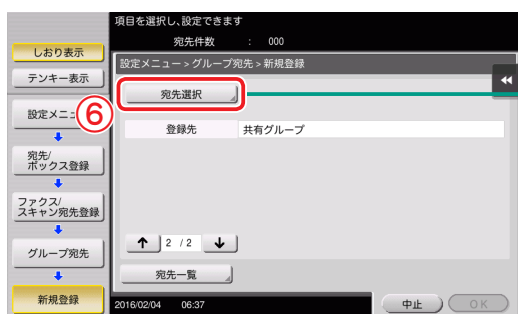 項目を選択し、設定できます
宛先件数 : 000
しおり表示
テンキー表示
設定メニュー > グループ宛先 > 新規登録
⑥
宛先選択
設定メニ
登録先 共有グループ
宛先/
ボックス登録
ファクス/
スキャン宛先登録
グループ宛先
新規登録
↑ 2 / 2 ↓
宛先一覧
2016/02/04 06:37
中止
OK